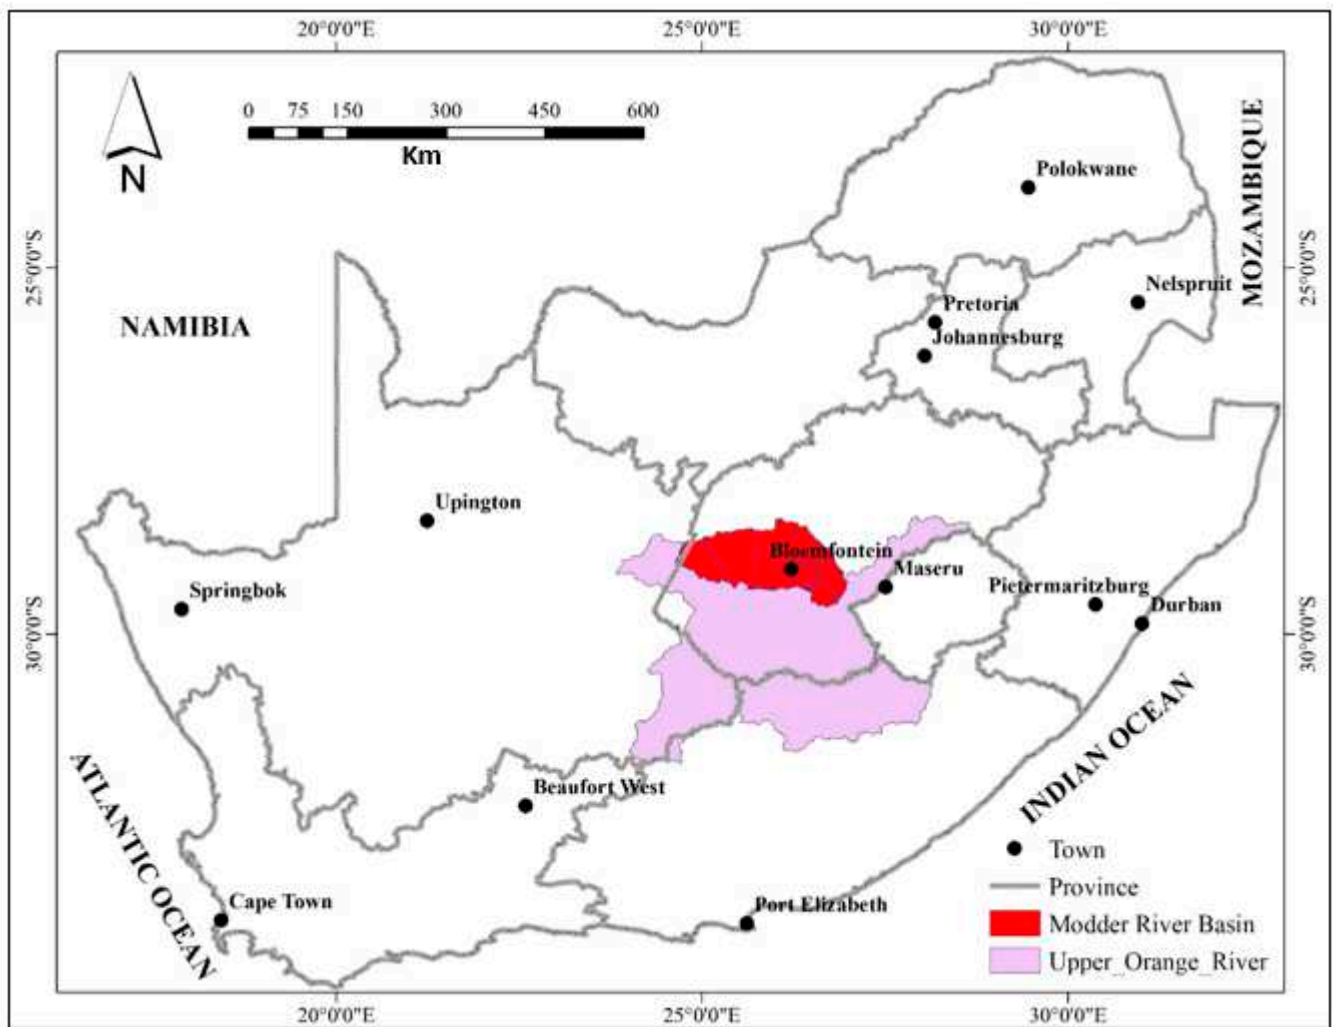 20°0'0"E 25°0'0"E 30°0'0"E
0 75 150 300 450 600
Km
N
MOZAMBIQUE
Polokwane
25°0'0"S
25°0'0"S
NAMIBIA
Nelspruit
Pretoria
Johannesburg
Upington
Bloemfontein
Maseru
Springbok
Pietermaritzburg
Durban
30°0'0"S
30°0'0"S
INDIAN OCEAN
ATLANTIC OCEAN
Beaufort West
Cape Town
Port Elizabeth
Town
Province
Modder River Basin
Upper_Orange_River
20°0'0"E 25°0'0"E 30°0'0"E